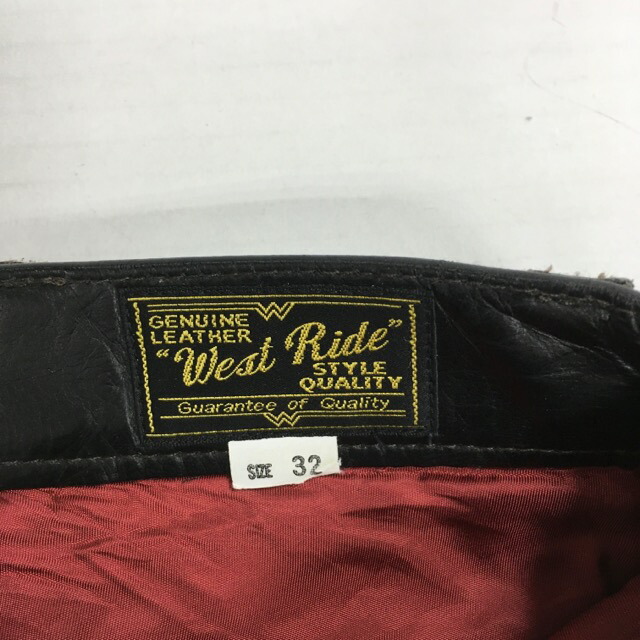 GENUINE
LEATHER
"West Ride"
STYLE
QUALITY
Guarantee of Quality
SIZE 32